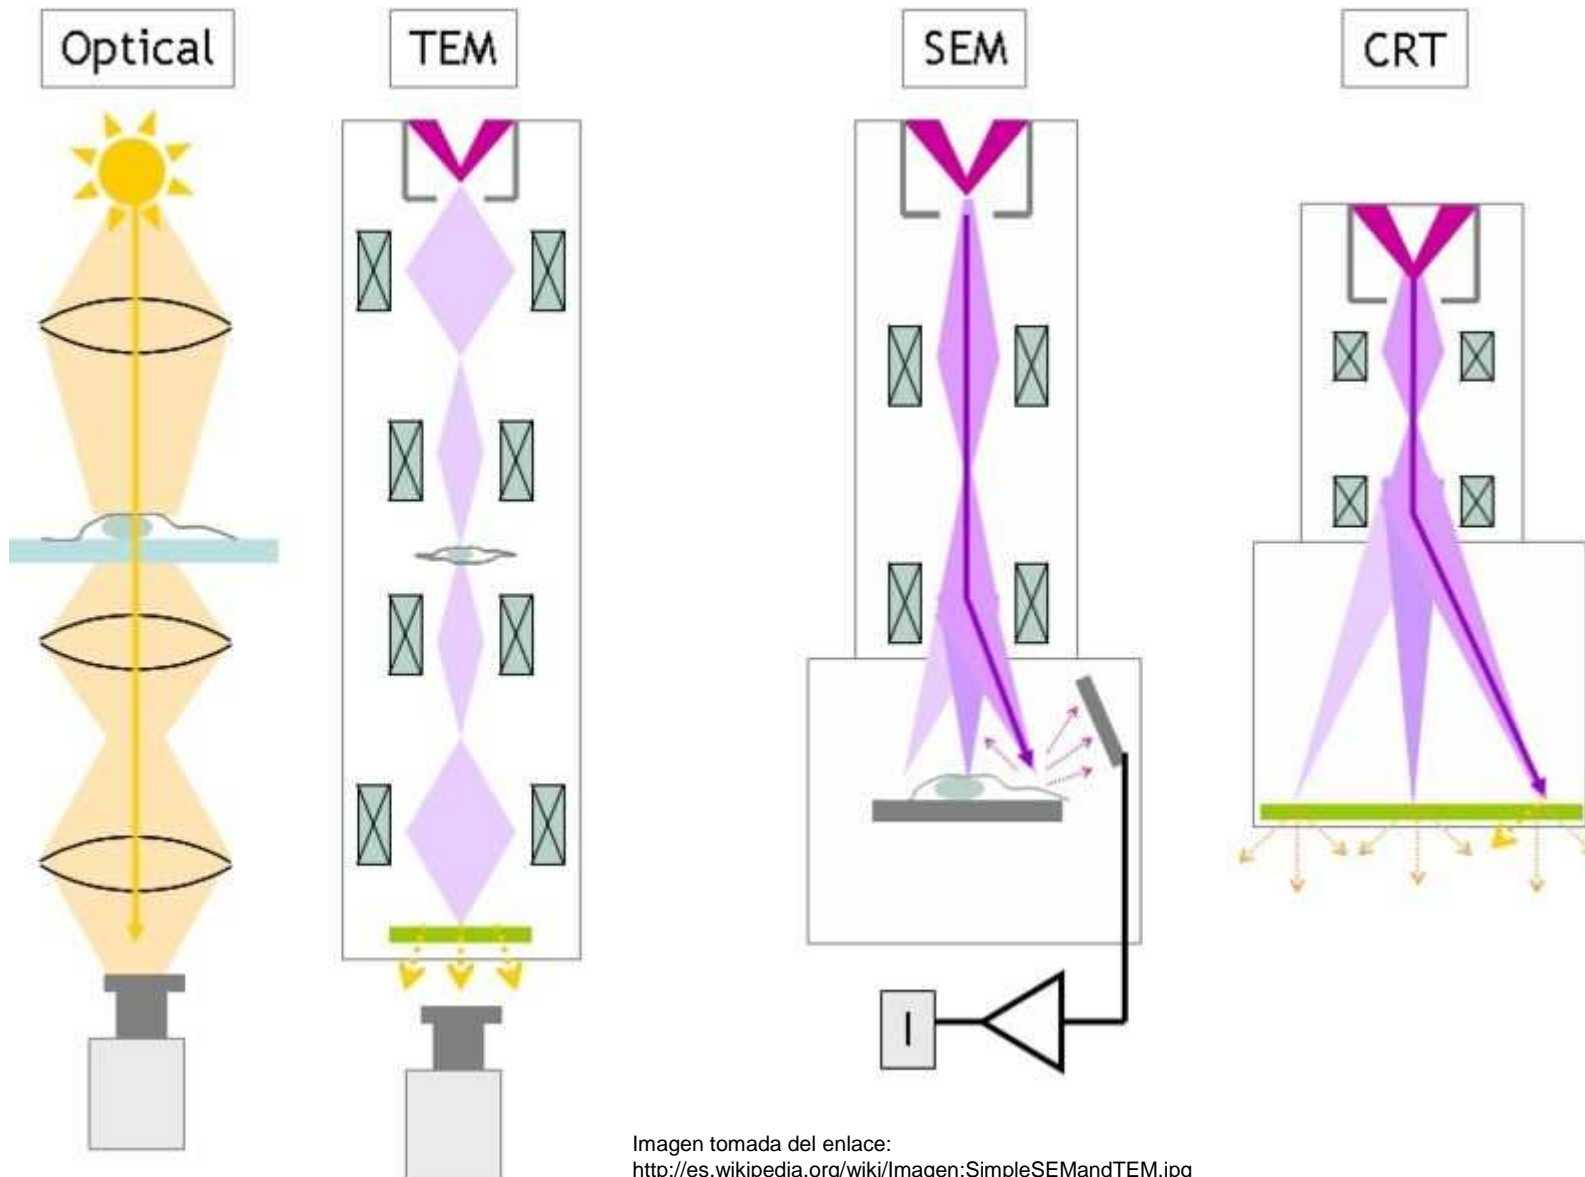 Optical
TEM
SEM
CRT
I
Imagen tomada del enlace:
http://es.wikipedia.org/wiki/Imagen:SimpleSEMandTEM.jpg